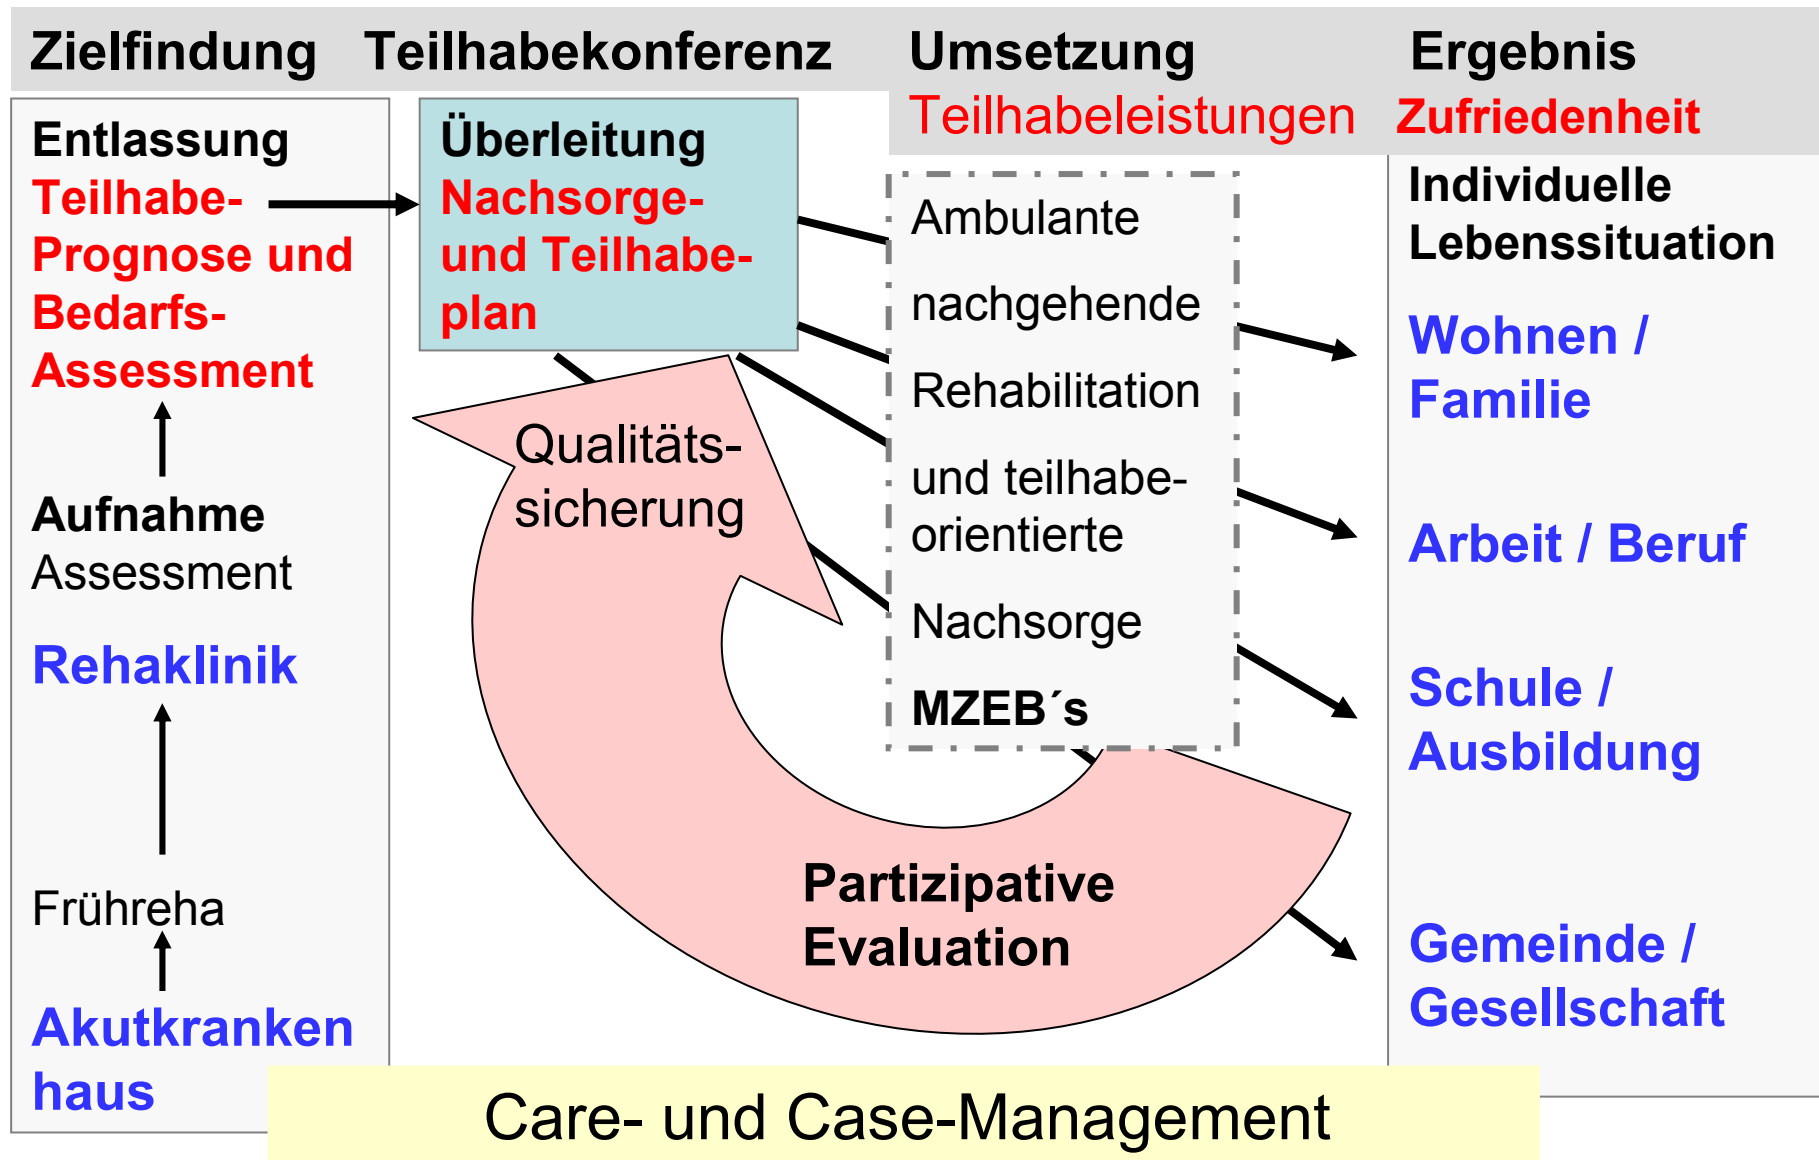 Zielfindung
Teilhabekonferenz
Umsetzung
Teilhabeleistungen
Ergebnis
Zufriedenheit
Entlassung
Teilhabe-
Prognose und
Bedarfs-
Assessment
Aufnahme
Assessment
Rehaklinik
Frühreha
Akutkranken
haus
Überleitung
Nachsorge-
und Teilhabe-
plan
Qualitäts-
sicherung
Partizipative
Evaluation
Ambulante
nachgehende
Rehabilitation
und teilhabe-
orientierte
Nachsorge
MZEB´s
Individuelle
Lebenssituation
Wohnen /
Familie
Arbeit / Beruf
Schule /
Ausbildung
Gemeinde /
Gesellschaft
Care- und Case-Management